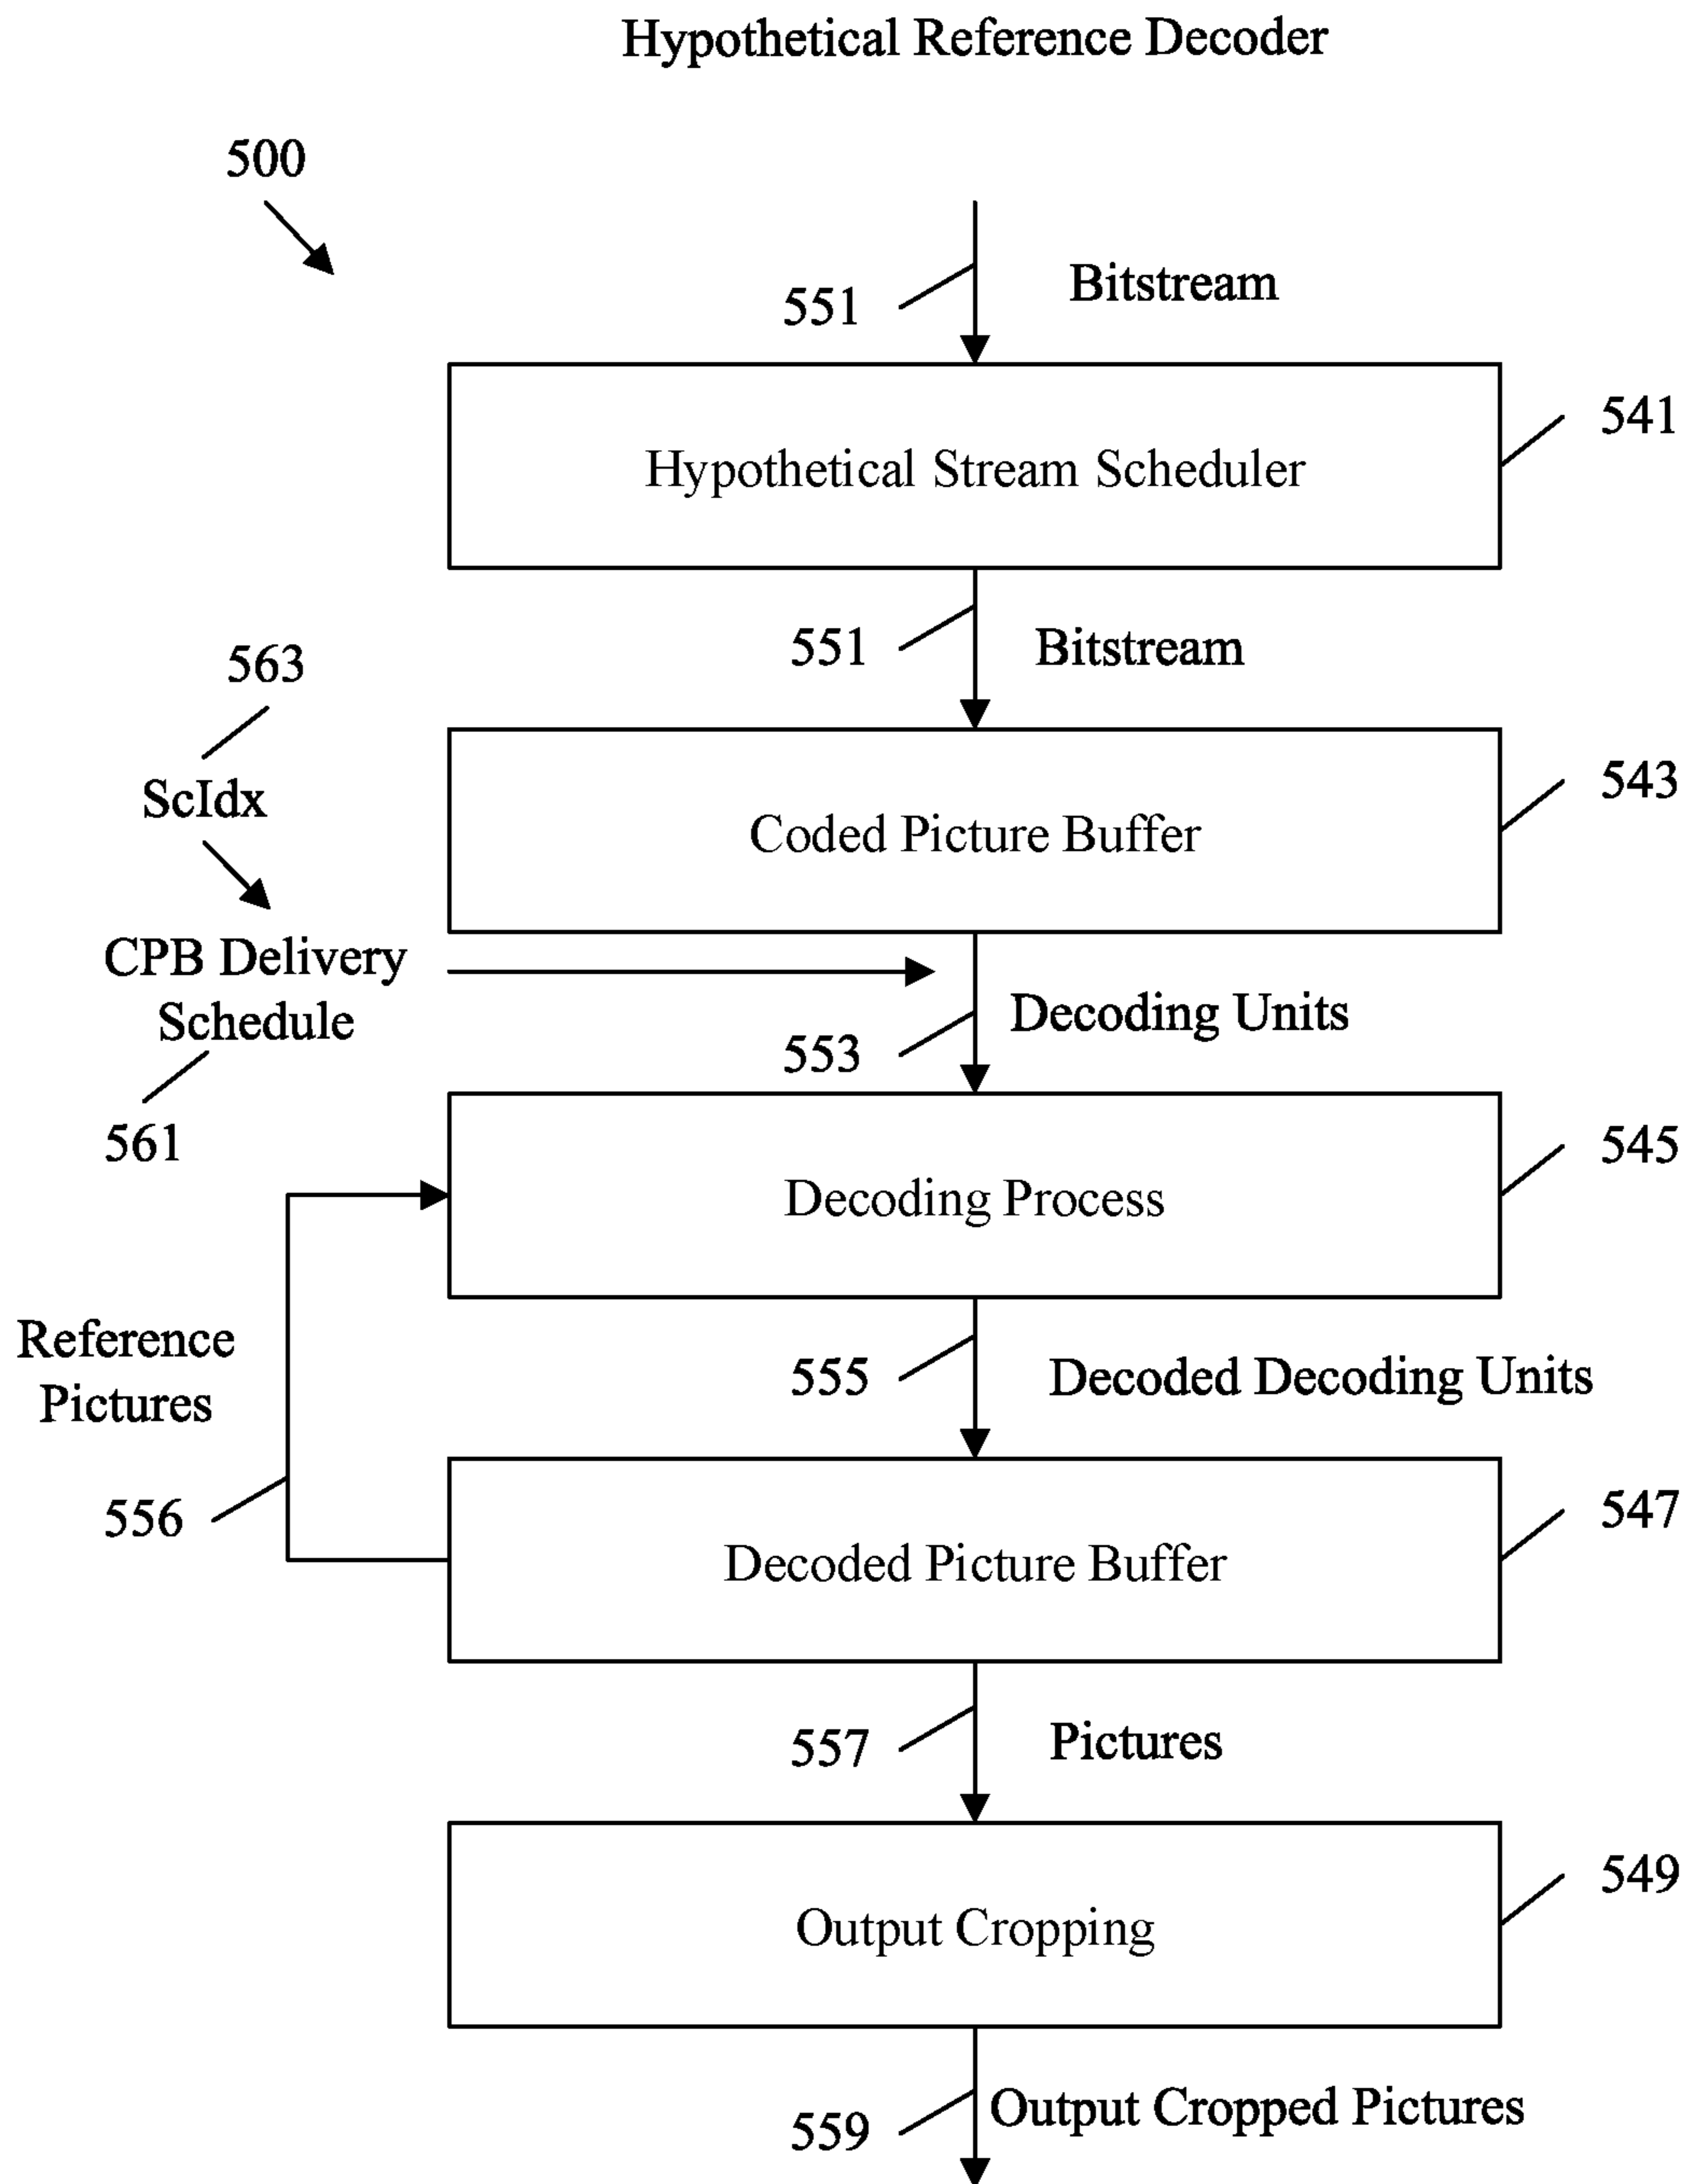 Hypothetical Reference Decoder
500
551
Bitstream
541
Hypothetical Stream Scheduler
551
Bitstream
563
ScIdx
543
Coded Picture Buffer
CPB Delivery
Schedule
561
553
Decoding Units
545
Decoding Process
Reference
Pictures
556
555
Decoded Decoding Units
547
Decoded Picture Buffer
557
Pictures
549
Output Cropping
559
Output Cropped Pictures